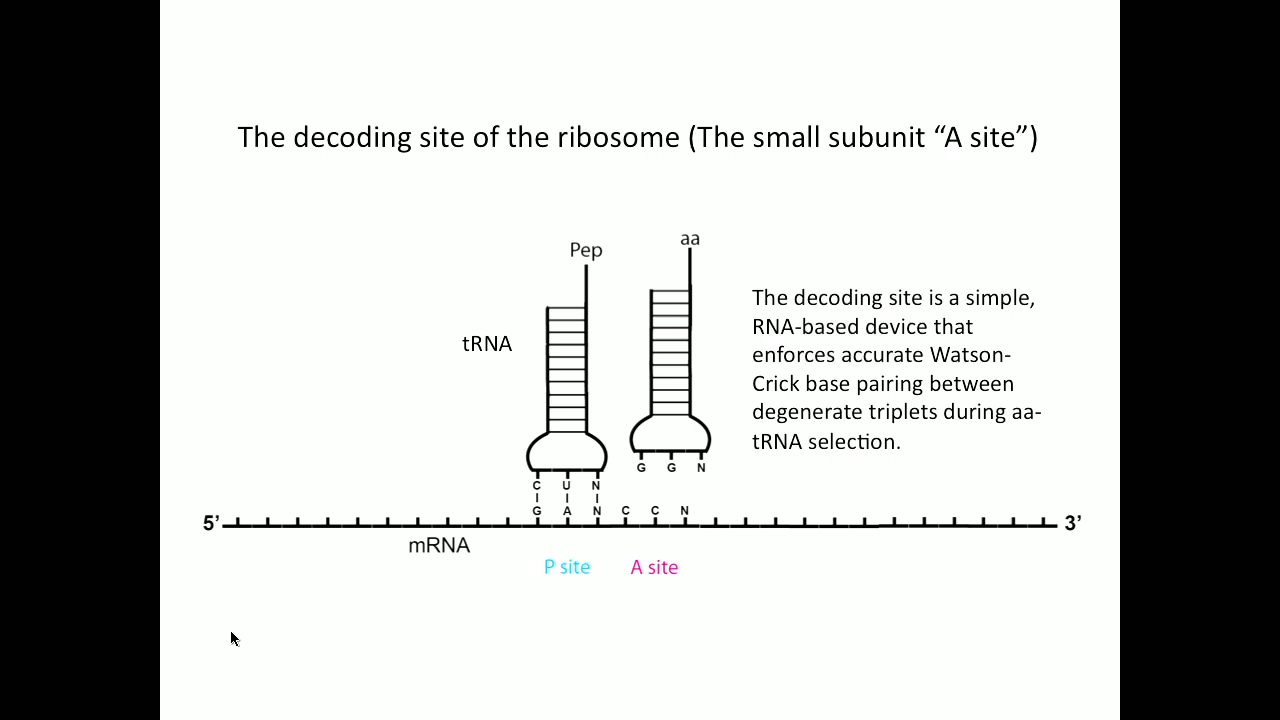 The decoding site of the ribosome (The small subunit “A site”)
Pep
aa
tRNA
The decoding site is a simple,
RNA-based device that
enforces accurate Watson-
Crick base pairing between
degenerate triplets during aa-
tRNA selection.
G G N
C U N
G A N C C N
5’
3’
mRNA
P site
A site